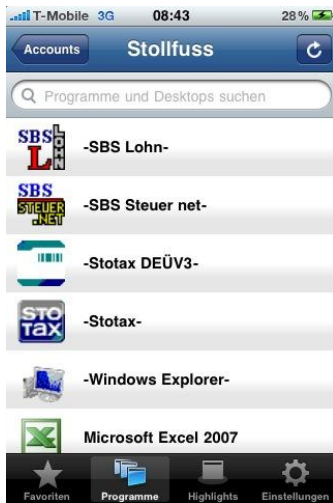 T-Mobile 3G 08:43 28%
Accounts Stollfuss
Programme und Desktops suchen
SBS LOHN
L
-SBS Lohn-
SBS
STEUER
.NET
-SBS Steuer net-
-Stotax DEÜV3-
STO
TAX
-Stotax-
-Windows Explorer-
Microsoft Excel 2007
Favoriten Programme Highlights Einstellungen